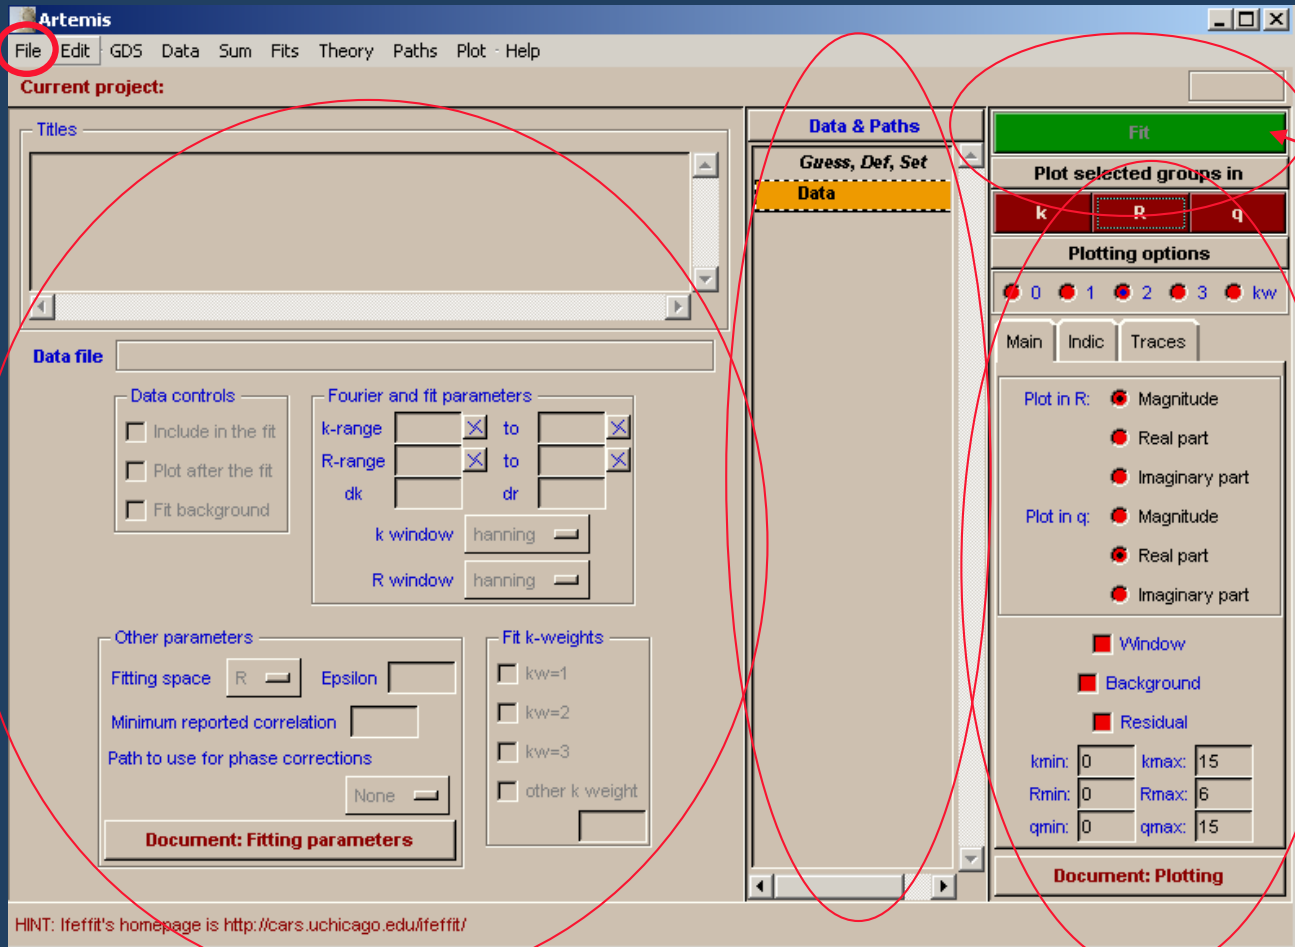 Artemis
File Edit GDS Data Sum Fits Theory Paths Plot Help
Current project:
Titles
Data file
Data controls
Include in the fit
Plot after the fit
Fit background
Fourier and fit parameters
k-range to
R-range to
dk dr
k window hanning
R window hanning
Other parameters
Fitting space R Epsilon
Minimum reported correlation
Path to use for phase corrections
None
Document: Fitting parameters
Fit k-weights
kw=1
kw=2
kw=3
other k weight
Data & Paths
Guess, Def, Set
Data
Fit
Plot selected groups in
k R q
Plotting options
0 1 2 3 kw
Main Indic Traces
Plot in R: Magnitude
Real part
Imaginary part
Plot in q: Magnitude
Real part
Imaginary part
Window
Background
Residual
kmin: 0 kmax: 15
Rmin: 0 Rmax: 6
qmin: 0 qmax: 15
Document: Plotting
HINT: Ifeffit's homepage is http://cars.uchicago.edu/ifeffit/